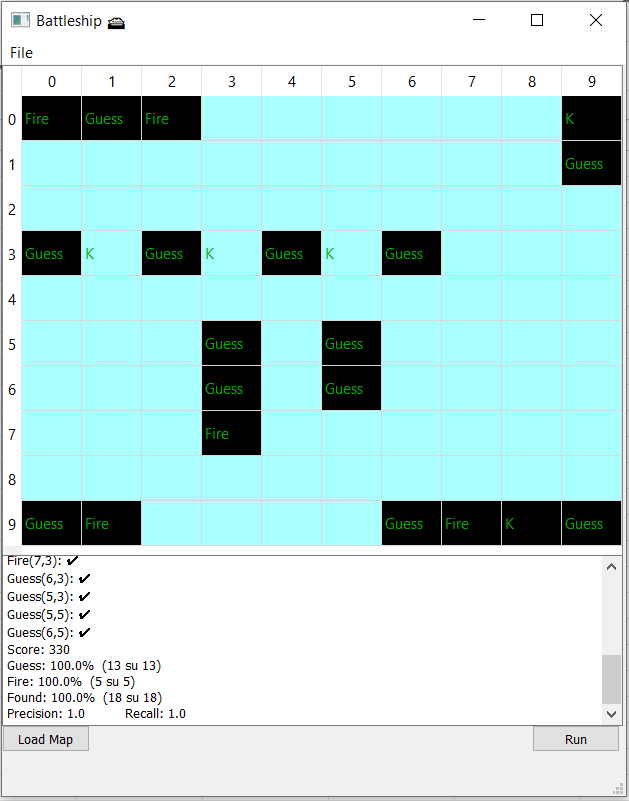 Battleship
File
0 1 2 3 4 5 6 7 8 9
0 Fire Guess Fire K
1 Guess
2
3 Guess K Guess K Guess K Guess
4
5 Guess Guess
6 Guess Guess
7 Fire
8
9 Guess Fire Guess Fire K Guess
Fire(7,3): ✔
Guess(6,3): ✔
Guess(5,3): ✔
Guess(5,5): ✔
Guess(6,5): ✔
Score: 330
Guess: 100.0% (13 su 13)
Fire: 100.0% (5 su 5)
Found: 100.0% (18 su 18)
Precision: 1.0 Recall: 1.0
Load Map Run